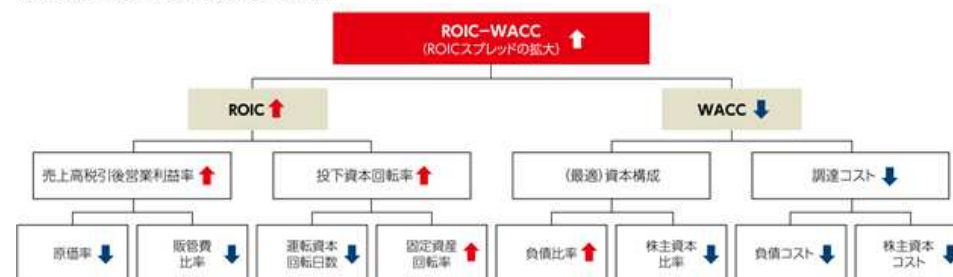 ROIC−WACC
(ROICスプレッドの拡大)
ROIC
WACC
売上高税引後営業利益率
投下資本回転率
(最適)資本構成
調達コスト
原価率
販管費
比率
運転資本
回転日数
固定資産
回転率
負債比率
株主資本
比率
負債コスト
株主資本
コスト